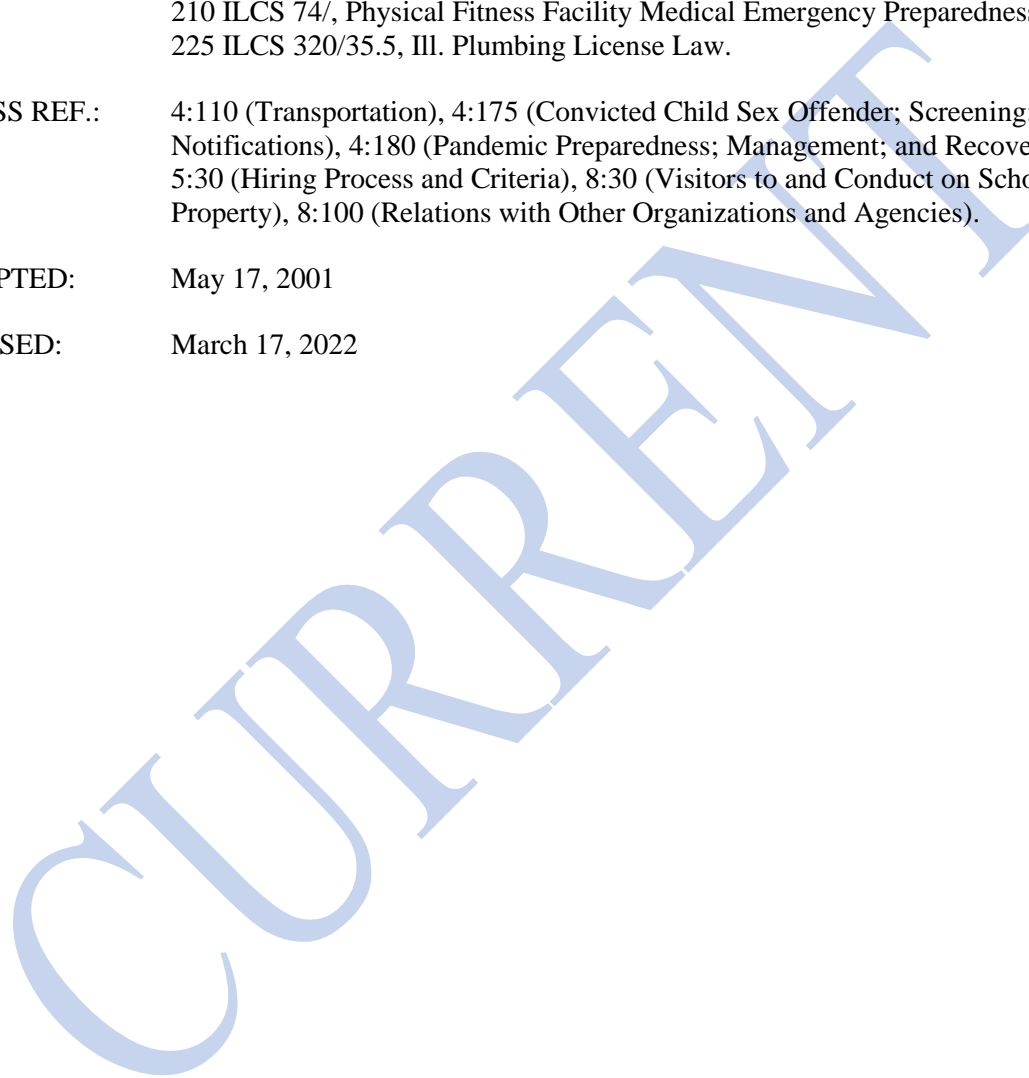 210 ILCS 74/, Physical Fitness Facility Medical Emergency Preparedness
225 ILCS 320/35.5, Ill. Plumbing License Law.
SS REF.: 4:110 (Transportation), 4:175 (Convicted Child Sex Offender; Screening;
Notifications), 4:180 (Pandemic Preparedness; Management; and Recove
5:30 (Hiring Process and Criteria), 8:30 (Visitors to and Conduct on Scho
Property), 8:100 (Relations with Other Organizations and Agencies).
PTED: May 17, 2001
SED: March 17, 2022
CURRENT